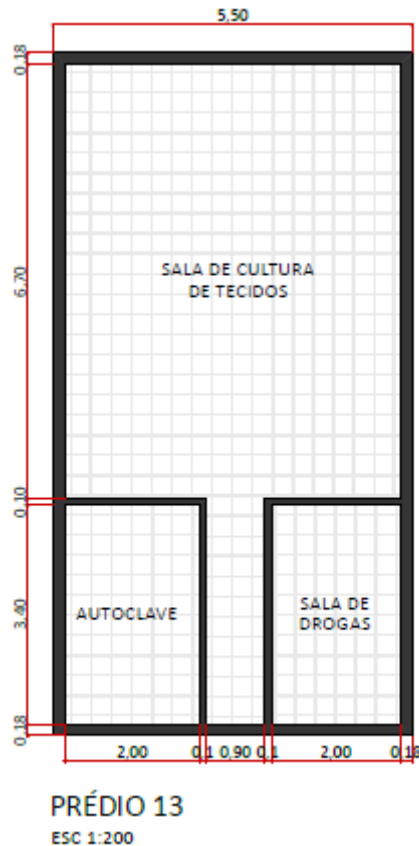 5,50
0,18
6,70
SALA DE CULTURA
DE TECIDOS
0,10
3,40
AUTOCLAVE
SALA DE
DROGAS
0,18
2,00 0,1 0,90 0,1 2,00 0,18
PRÉDIO 13
ESC 1:200